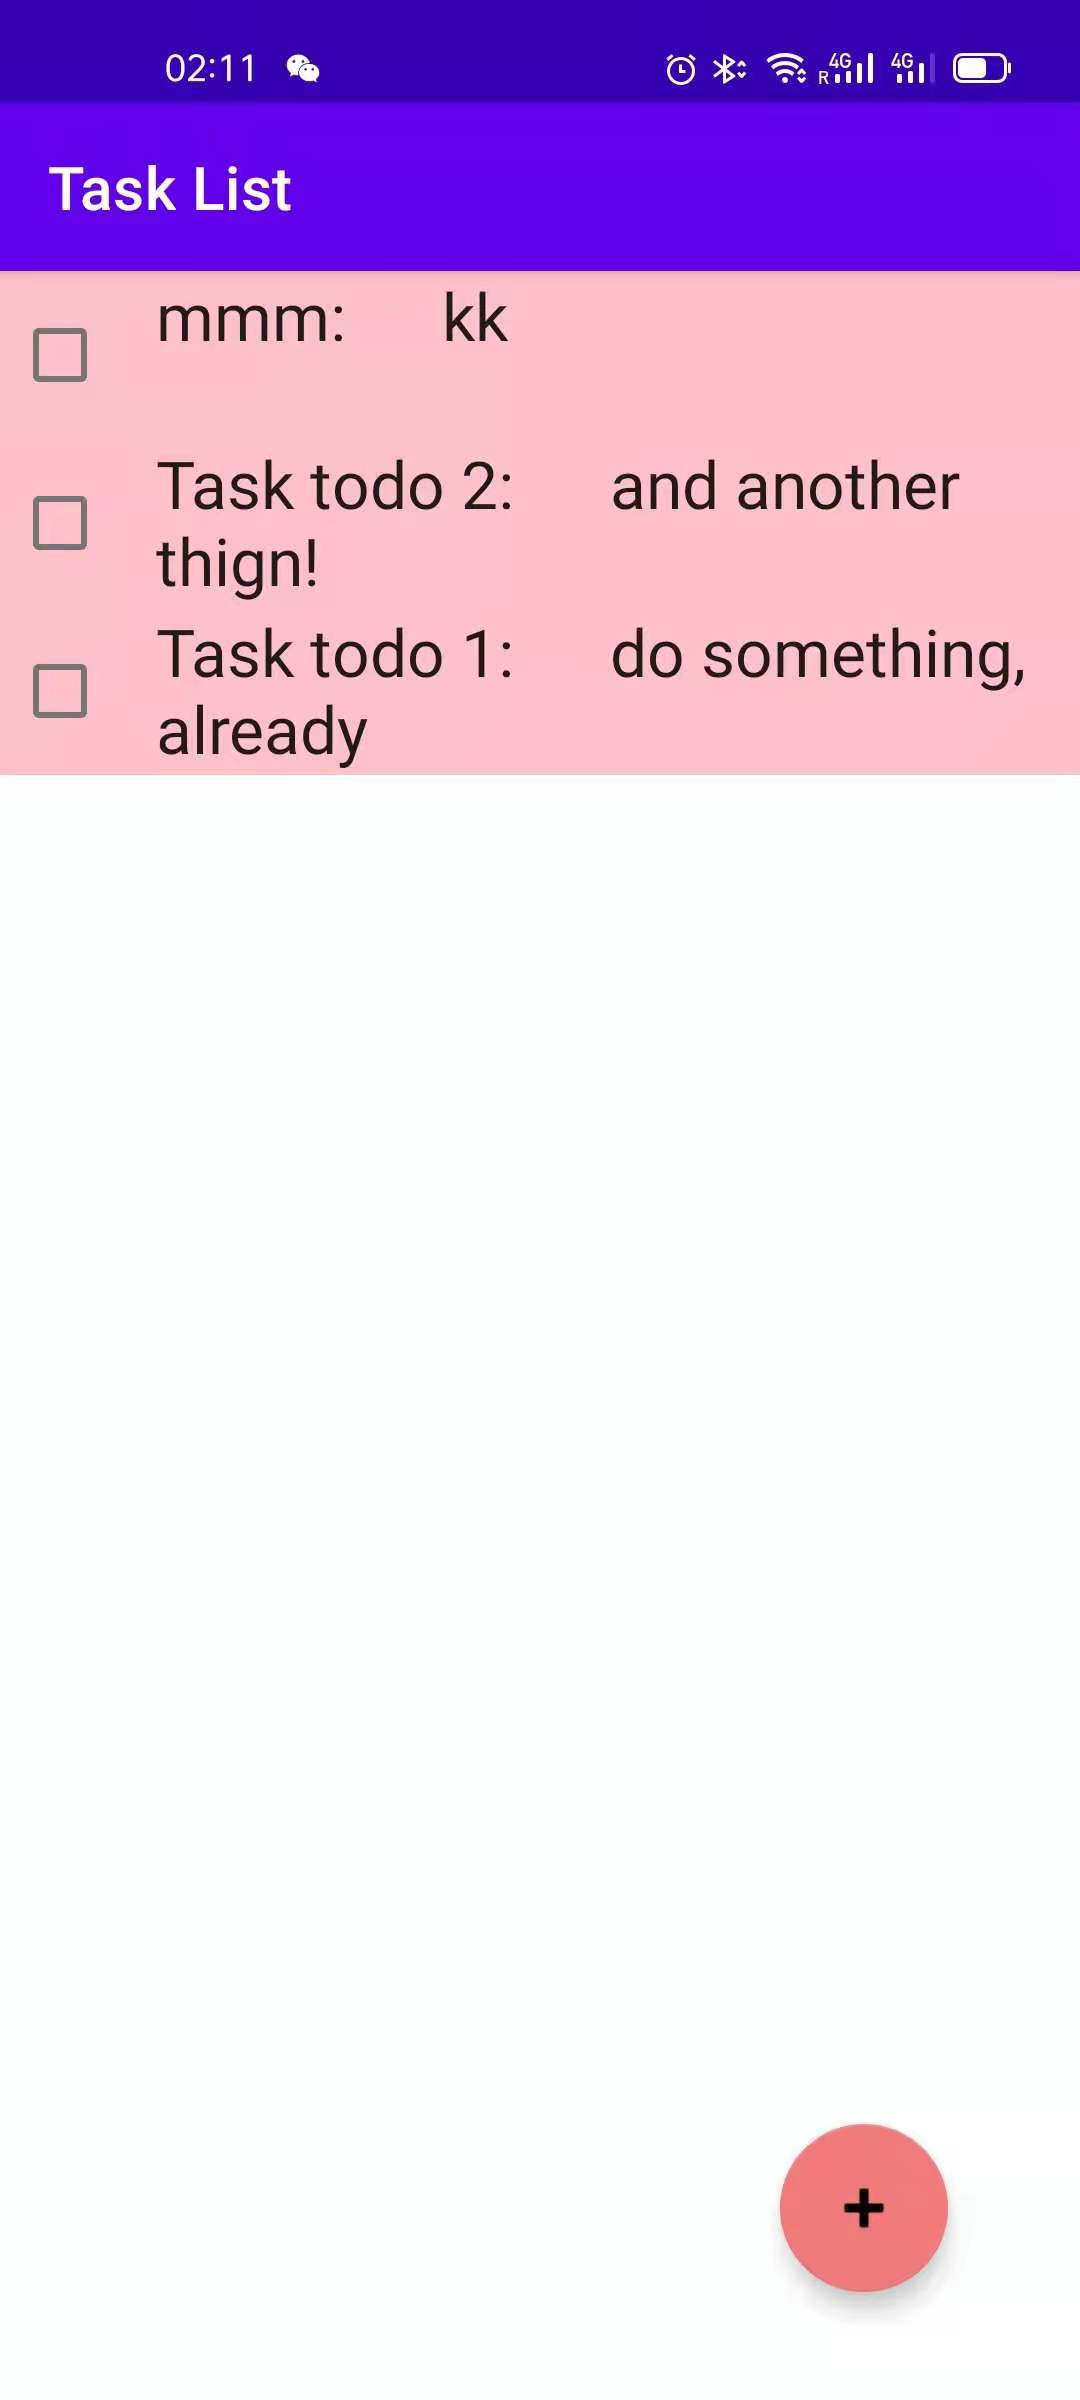 02:11
R 4G 4G
Task List
mmm: kk
Task todo 2: and another
thign!
Task todo 1: do something,
already